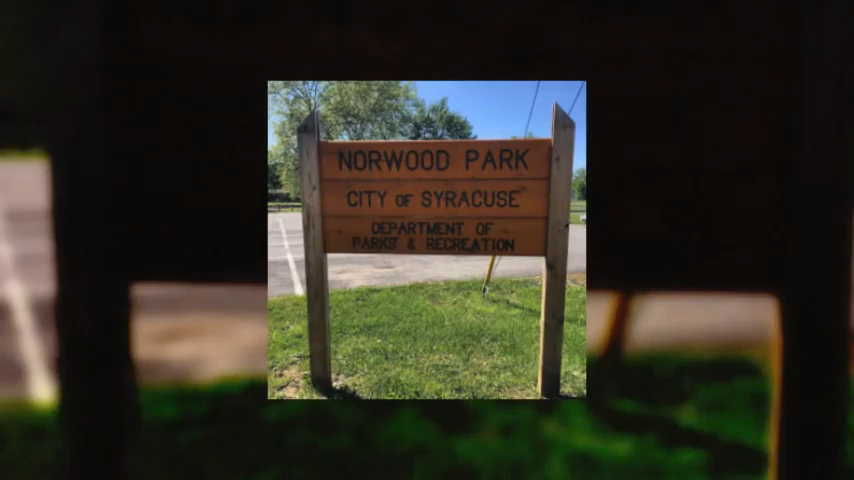 NORWOOD PARK
CITY OF SYRACUSE
DEPARTMENT OF
PARKS & RECREATION